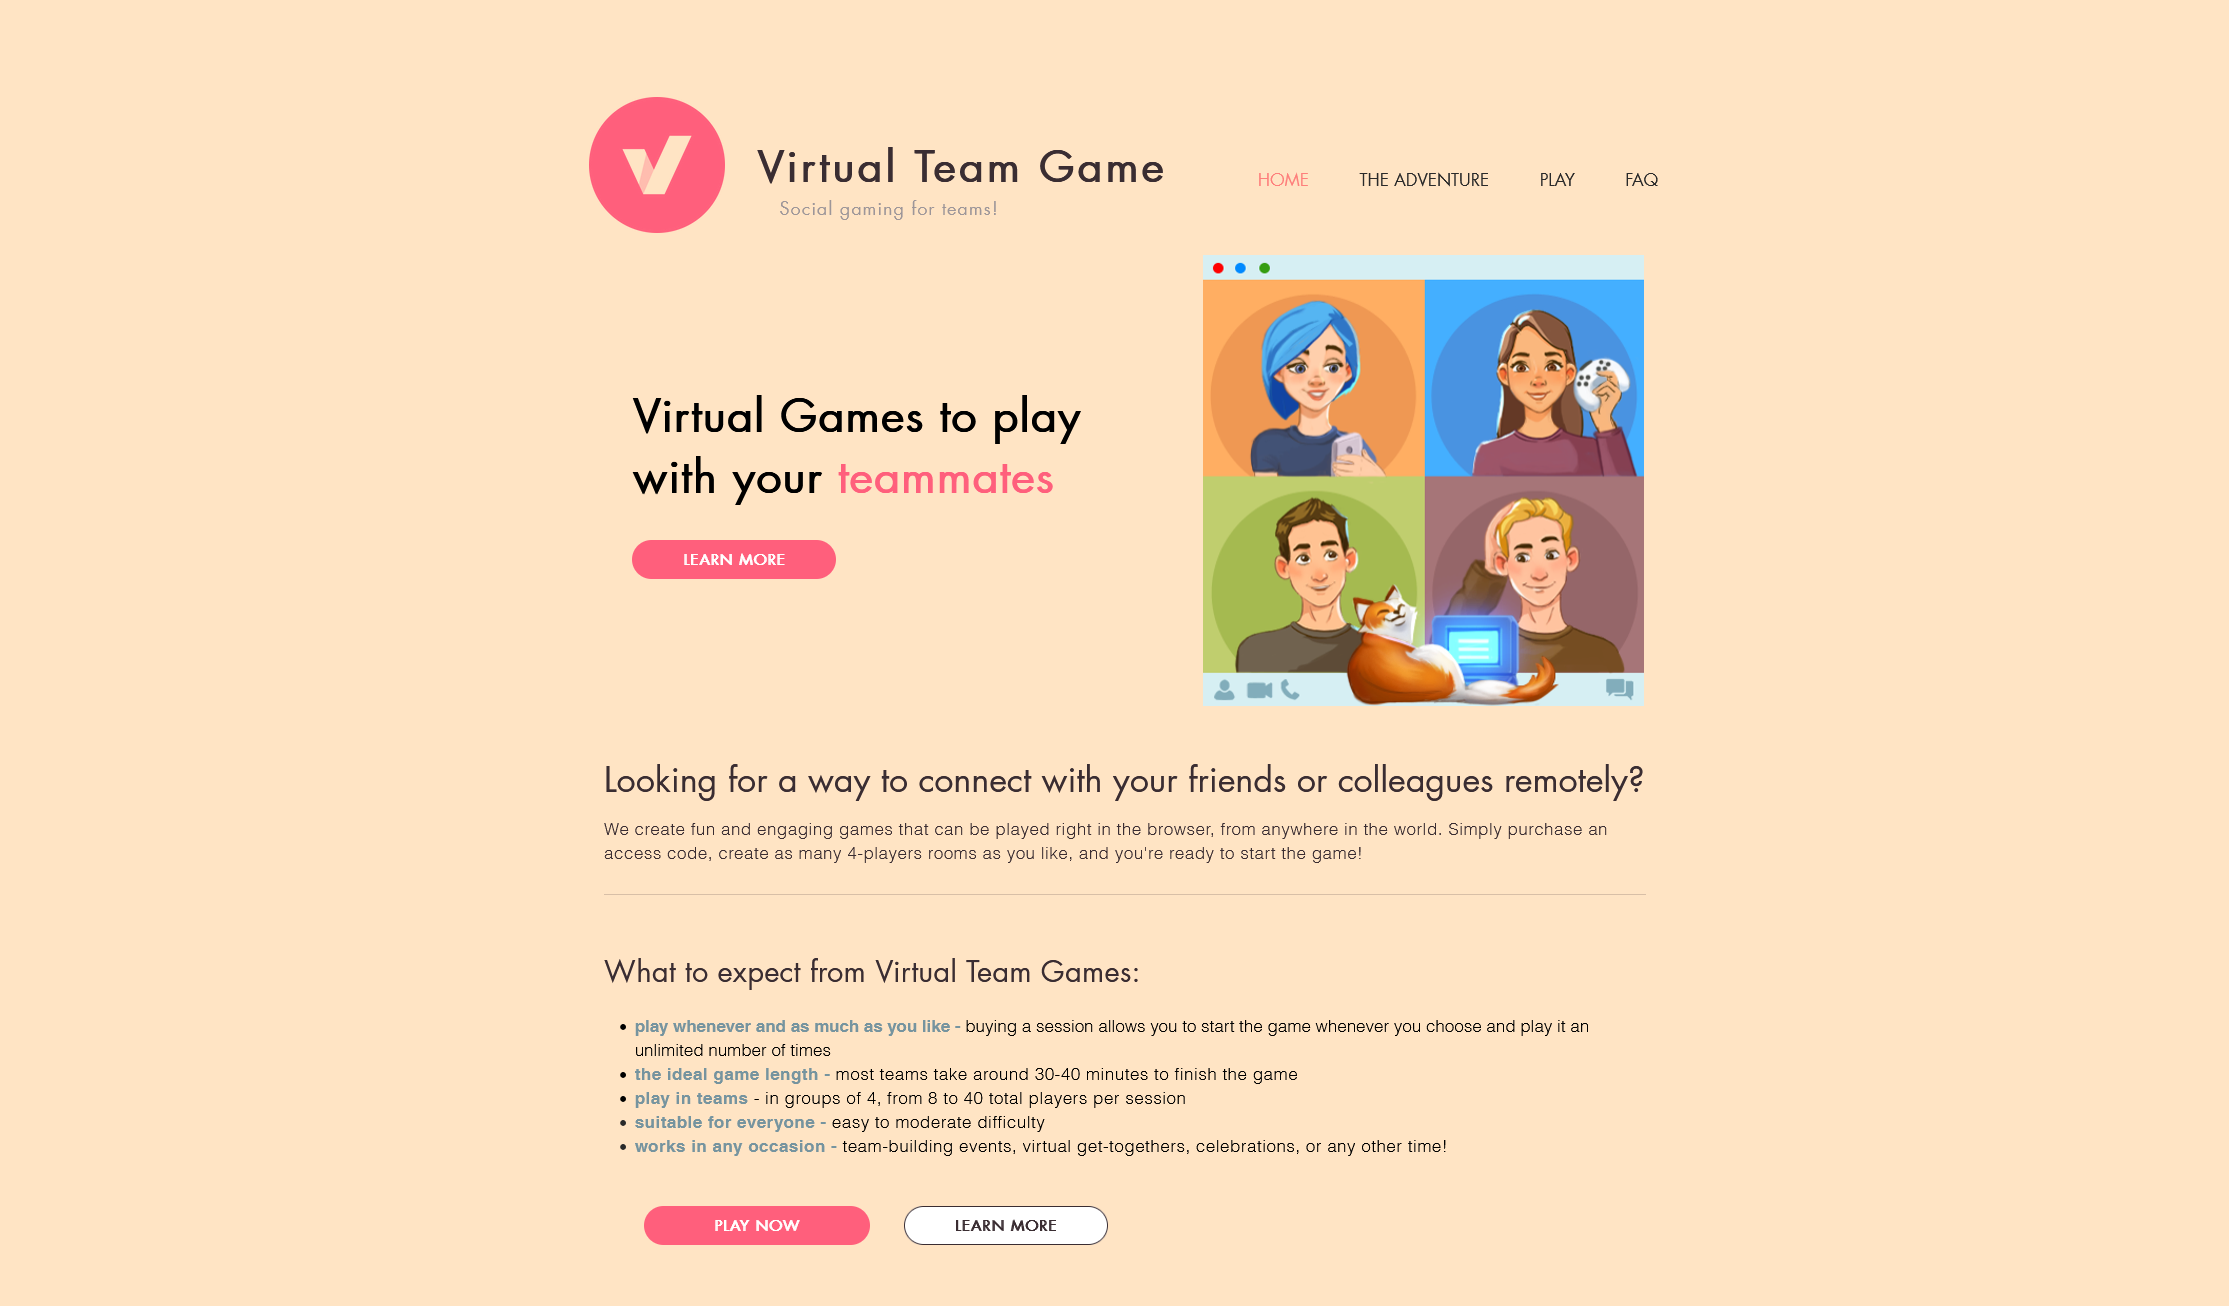 Virtual Team Game
Social gaming for teams!
HOME
THE ADVENTURE
PLAY
FAQ
Virtual Games to play
with your teammates
LEARN MORE
Looking for a way to connect with your friends or colleagues remotely?
We create fun and engaging games that can be played right in the browser, from anywhere in the world. Simply purchase an
access code, create as many 4-players rooms as you like, and you're ready to start the game!
What to expect from Virtual Team Games:
• play whenever and as much as you like - buying a session allows you to start the game whenever you choose and play it an
unlimited number of times
• the ideal game length - most teams take around 30-40 minutes to finish the game
• play in teams - in groups of 4, from 8 to 40 total players per session
• suitable for everyone - easy to moderate difficulty
• works in any occasion - team-building events, virtual get-togethers, celebrations, or any other time!
PLAY NOW
LEARN MORE